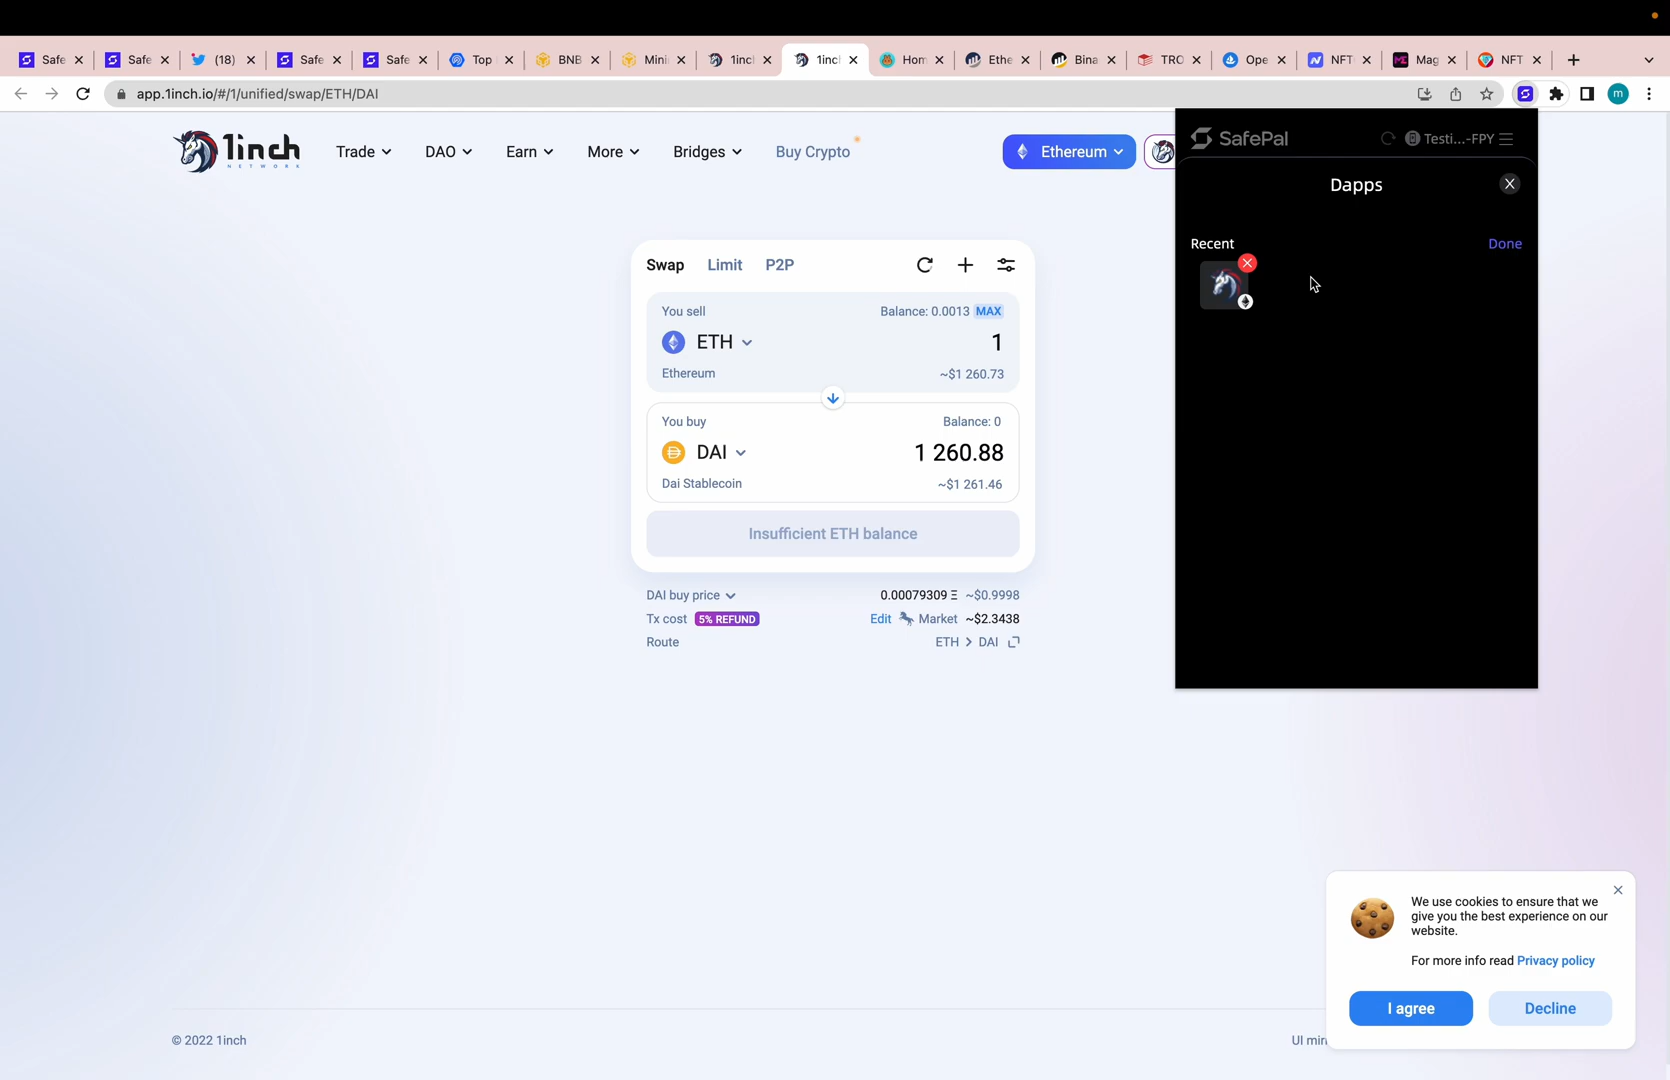 Safe
Safe
(18)
Safe
Safe
Top
BNB
Mini
1inc
1inc
Hom
Ethe
Bina
TRO
Ope
NFT
Mag
NFT
app.1inch.io/#/1/unified/swap/ETH/DAI
m
1inch
NETWORK
Trade
DAO
Earn
More
Bridges
Buy Crypto
Ethereum
SafePal
Testi...-FPY
Dapps
Recent
Done
Swap
Limit
P2P
You sell
Balance: 0.0013 MAX
ETH
1
Ethereum
~$1 260.73
You buy
Balance: 0
DAI
1 260.88
Dai Stablecoin
~$1 261.46
Insufficient ETH balance
DAI buy price
0.00079309 Ξ ~$0.9998
Tx cost 5% REFUND
Edit Market ~$2.3438
Route
ETH > DAI
We use cookies to ensure that we
give you the best experience on our
website.
For more info read Privacy policy
I agree
Decline
© 2022 1inch
UI min